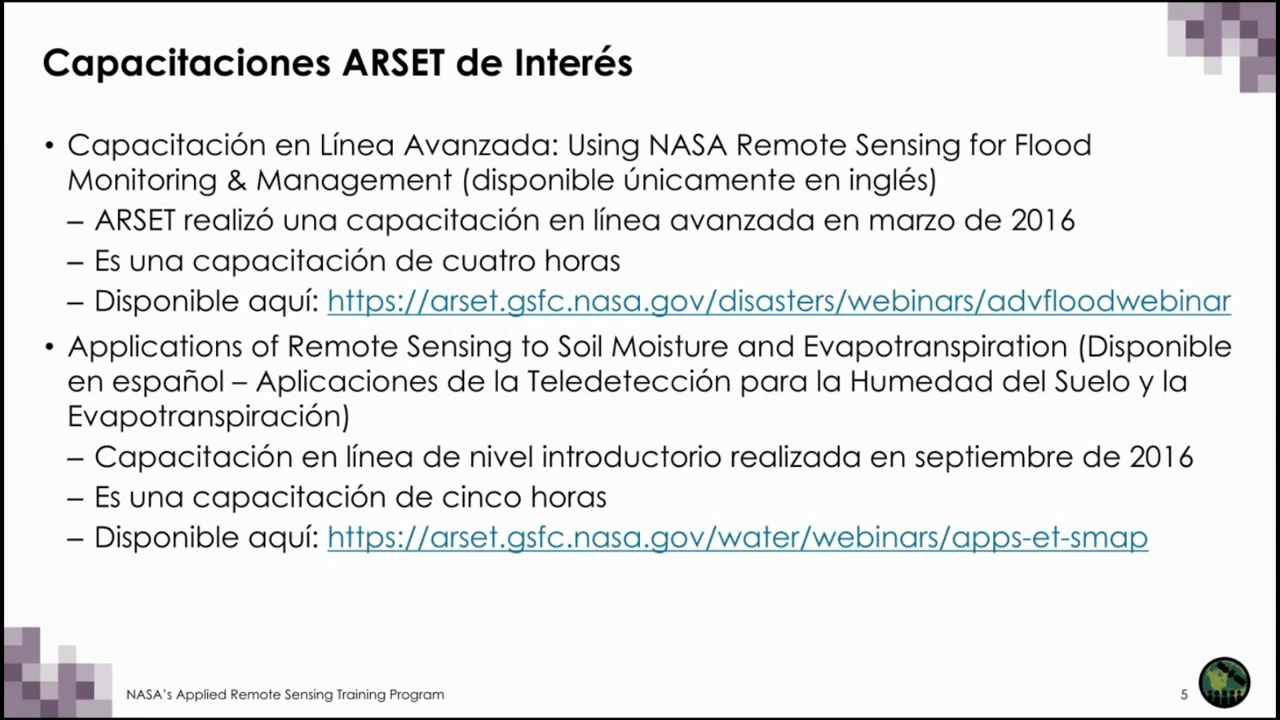 Capacitaciones ARSET de Interés
• Capacitación en Línea Avanzada: Using NASA Remote Sensing for Flood
Monitoring & Management (disponible únicamente en inglés)
– ARSET realizó una capacitación en línea avanzada en marzo de 2016
– Es una capacitación de cuatro horas
– Disponible aquí: https://arset.gsfc.nasa.gov/disasters/webinars/advfloodwebinar
• Applications of Remote Sensing to Soil Moisture and Evapotranspiration (Disponible
en español – Aplicaciones de la Teledetección para la Humedad del Suelo y la
Evapotranspiración)
– Capacitación en línea de nivel introductorio realizada en septiembre de 2016
– Es una capacitación de cinco horas
– Disponible aquí: https://arset.gsfc.nasa.gov/water/webinars/apps-et-smap
NASA's Applied Remote Sensing Training Program
5